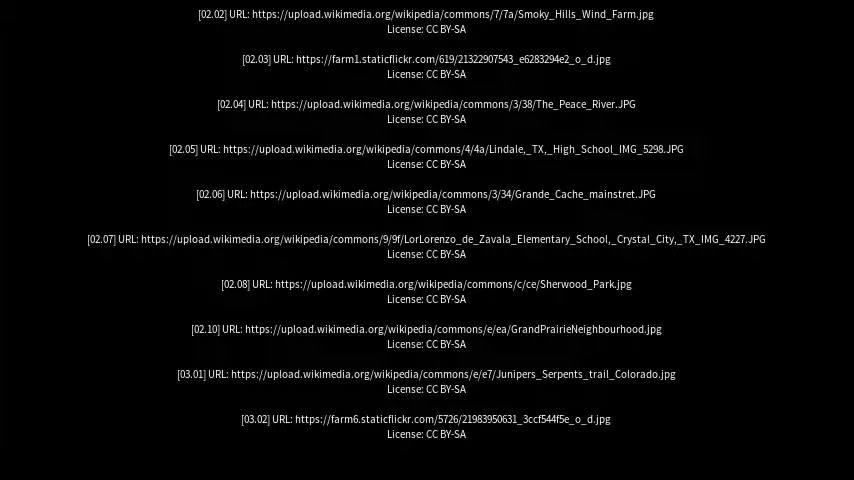 [02.02] URL: https://upload.wikimedia.org/wikipedia/commons/7/7a/Smoky_Hills_Wind_Farm.jpg
License: CC BY-SA
[02.03] URL: https://farm1.staticflickr.com/619/21322907543_e6283294e2_o_d.jpg
License: CC BY-SA
[02.04] URL: https://upload.wikimedia.org/wikipedia/commons/3/38/The_Peace_River.JPG
License: CC BY-SA
[02.05] URL: https://upload.wikimedia.org/wikipedia/commons/4/4a/Lindale,_TX,_High_School_IMG_5298.JPG
License: CC BY-SA
[02.06] URL: https://upload.wikimedia.org/wikipedia/commons/3/34/Grande_Cache_mainstret.JPG
License: CC BY-SA
[02.07] URL: https://upload.wikimedia.org/wikipedia/commons/9/9f/LorLorenzo_de_Zavala_Elementary_School,_Crystal_City,_TX_IMG_4227.JPG
License: CC BY-SA
[02.08] URL: https://upload.wikimedia.org/wikipedia/commons/c/ce/Sherwood_Park.jpg
License: CC BY-SA
[02.10] URL: https://upload.wikimedia.org/wikipedia/commons/e/ea/GrandPrairieNeighbourhood.jpg
License: CC BY-SA
[03.01] URL: https://upload.wikimedia.org/wikipedia/commons/e/e7/Junipers_Serpents_trail_Colorado.jpg
License: CC BY-SA
[03.02] URL: https://farm6.staticflickr.com/5726/21983950631_3ccf544f5e_o_d.jpg
License: CC BY-SA